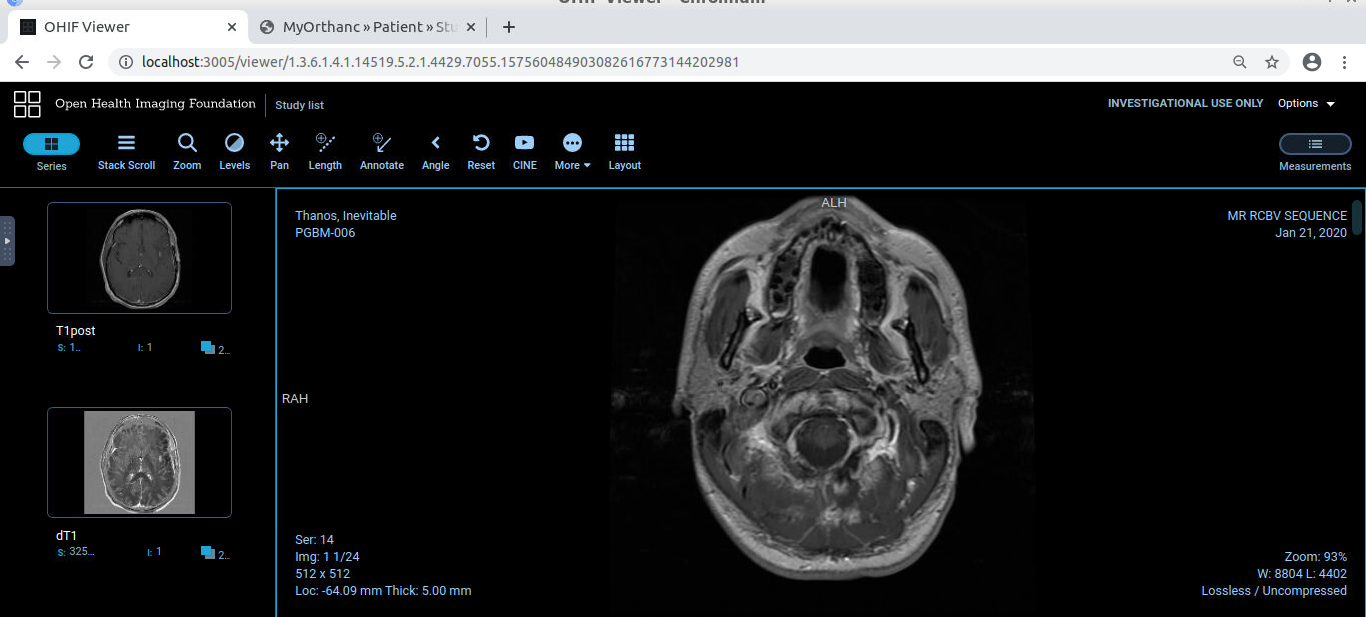 OHIF Viewer - Chromium
OHIF Viewer
MyOrthanc » Patient » Stu
localhost:3005/viewer/1.3.6.1.4.1.14519.5.2.1.4429.7055.157560484903082616773144202981
Open Health Imaging Foundation
Study list
INVESTIGATIONAL USE ONLY
Options
Series
Stack Scroll
Zoom
Levels
Pan
Length
Annotate
Angle
Reset
CINE
More
Layout
Measurements
T1post
S: 1... I: 1 2...
dT1
S: 325... I: 1 2...
Thanos, Inevitable
PGBM-006
ALH
MR RCBV SEQUENCE
Jan 21, 2020
RAH
Ser: 14
Img: 1 1/24
512 x 512
Loc: -64.09 mm Thick: 5.00 mm
Zoom: 93%
W: 8804 L: 4402
Lossless / Uncompressed